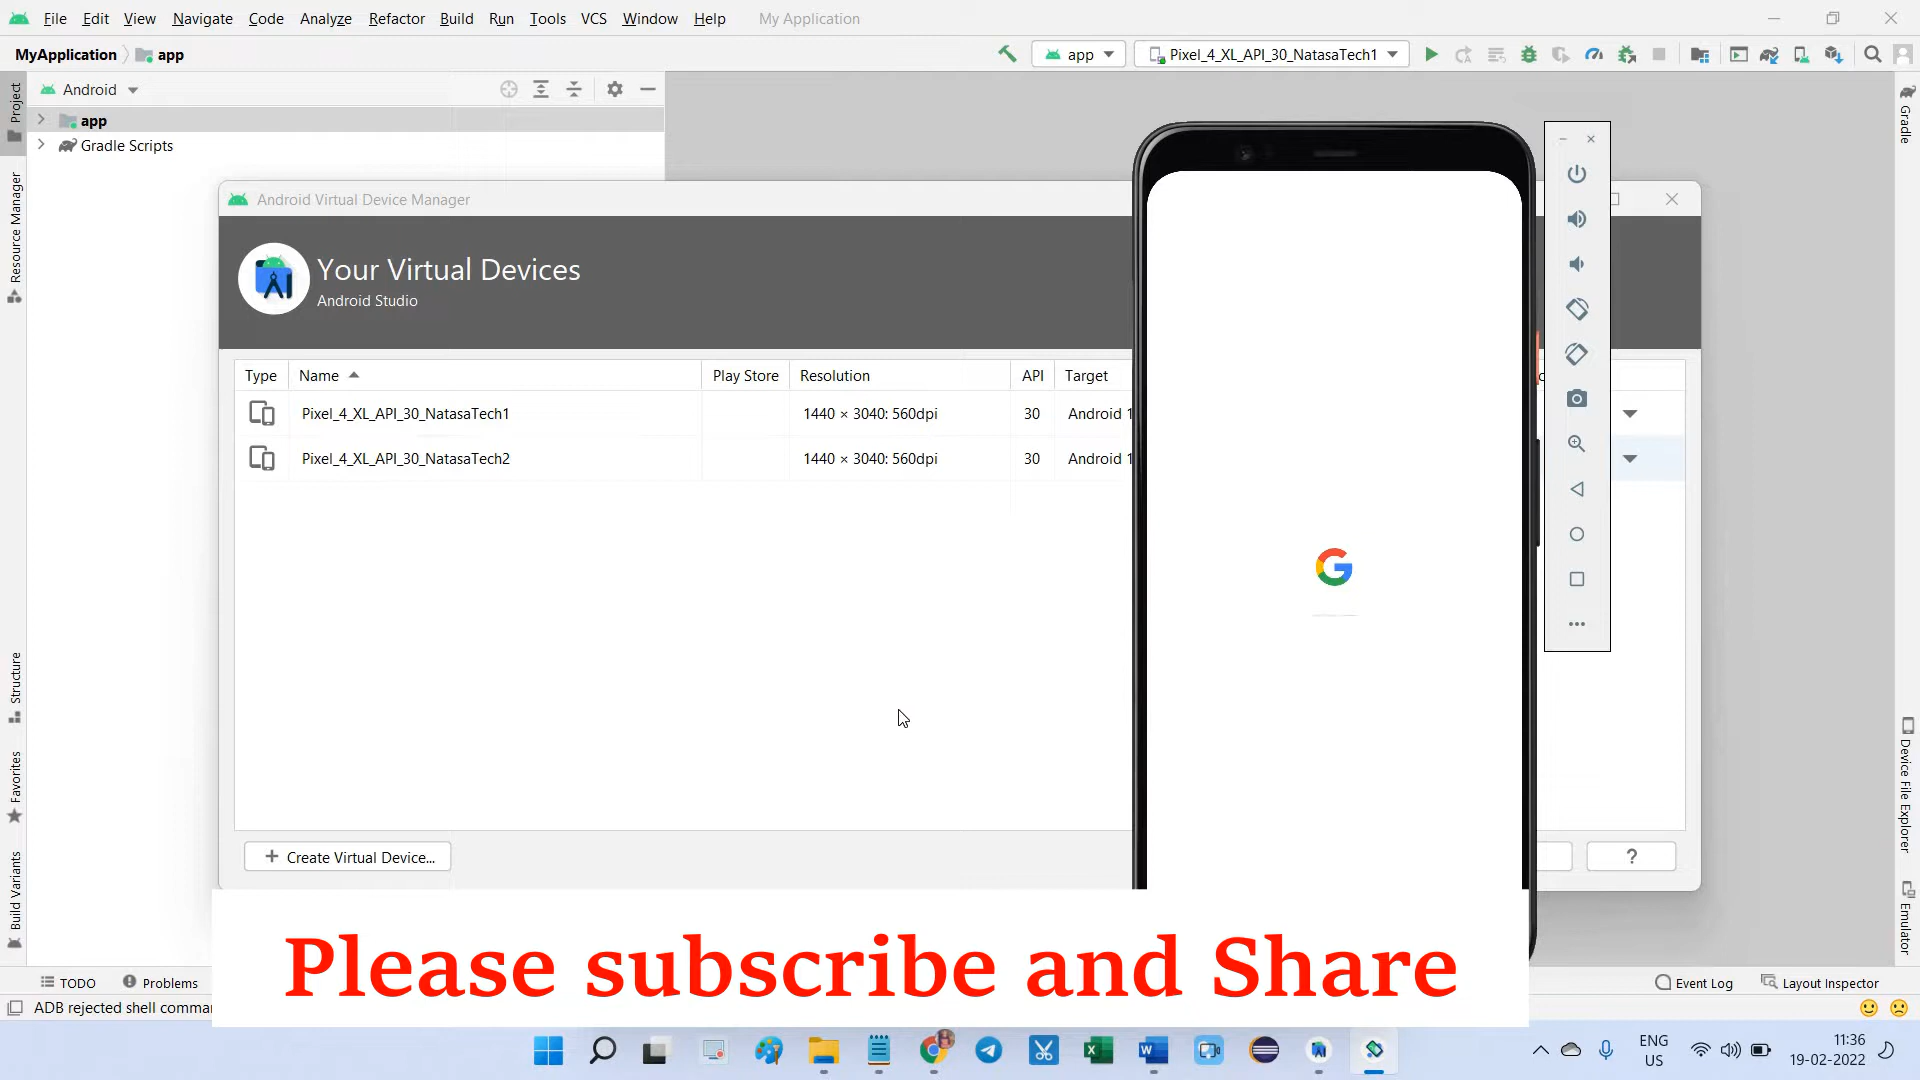 File Edit View Navigate Code Analyze Refactor Build Run Tools VCS Window Help My Application
MyApplication app
app
Pixel_4_XL_API_30_NatasaTech1
Android
app
Gradle Scripts
Project
Resource Manager
Structure
Favorites
Build Variants
Gradle
Device File Explorer
Emulator
Android Virtual Device Manager
Your Virtual Devices
Android Studio
Type Name Play Store Resolution API Target
Pixel_4_XL_API_30_NatasaTech1 1440 × 3040: 560dpi 30 Android 1
Pixel_4_XL_API_30_NatasaTech2 1440 × 3040: 560dpi 30 Android 1
G
+ Create Virtual Device...
?
Please subscribe and Share
TODO Problems
Event Log Layout Inspector
ADB rejected shell comma
ENG
US
11:36
19-02-2022